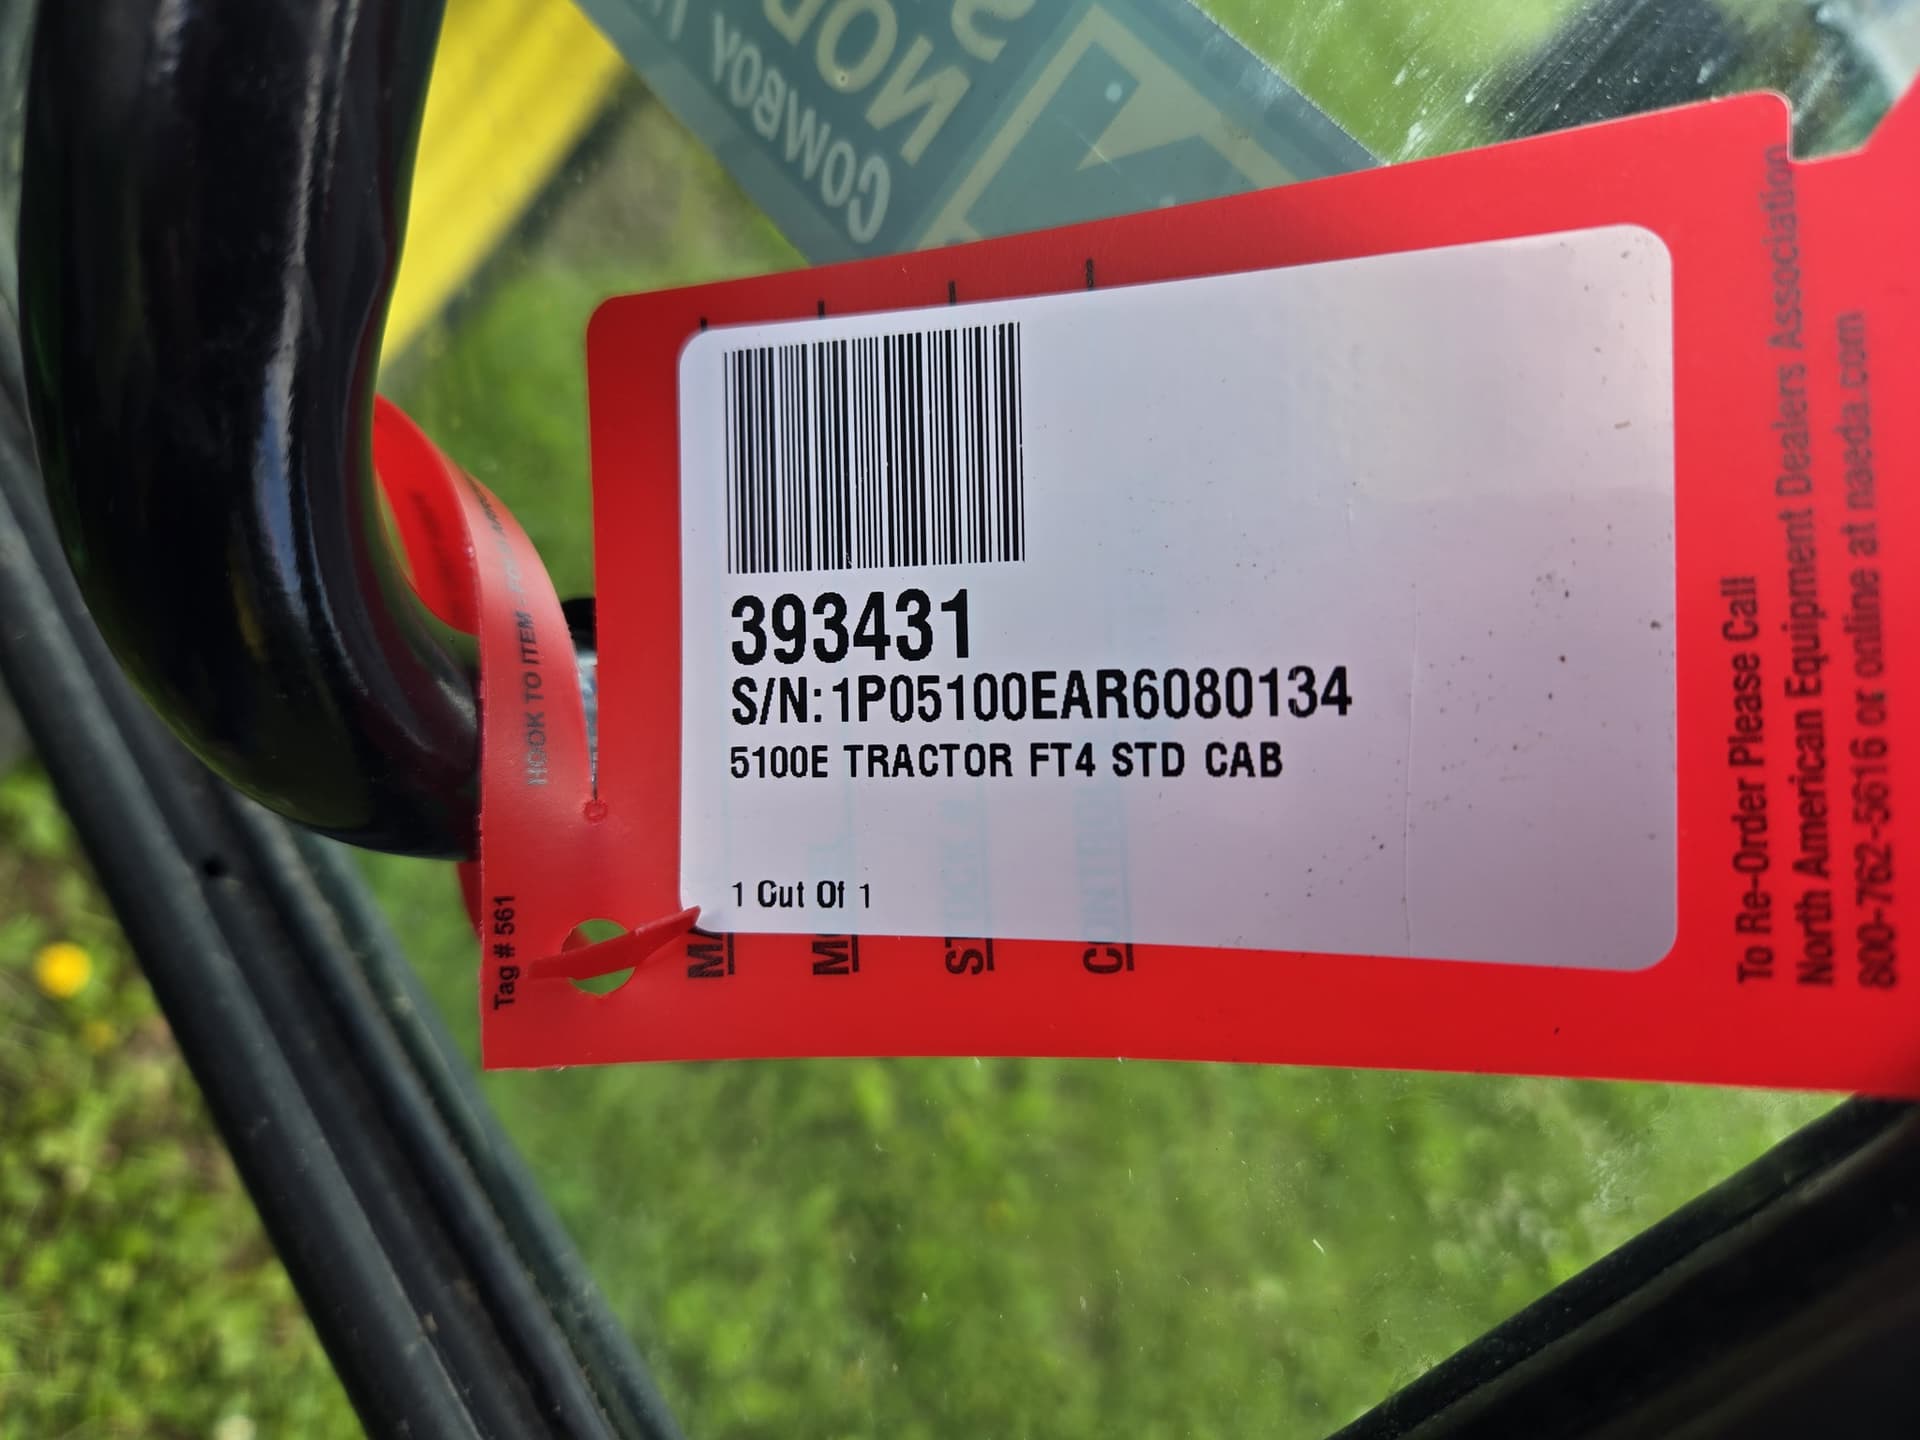 COWBOY
393431
S/N: 1P05100EAR6080134
5100E TRACTOR FT4 STD CAB
1 Out Of 1
HOOK TO ITEM
Tag # 561
To Re-Order Please Call
North American Equipment Dealers Association
800-762-5616 or online at naeda.com